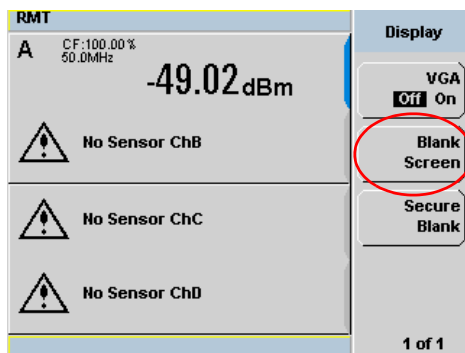 RMT
A
CF:100.00%
50.0MHz
-49.02dBm
No Sensor ChB
No Sensor ChC
No Sensor ChD
Display
VGA
Off On
Blank
Screen
Secure
Blank
1 of 1